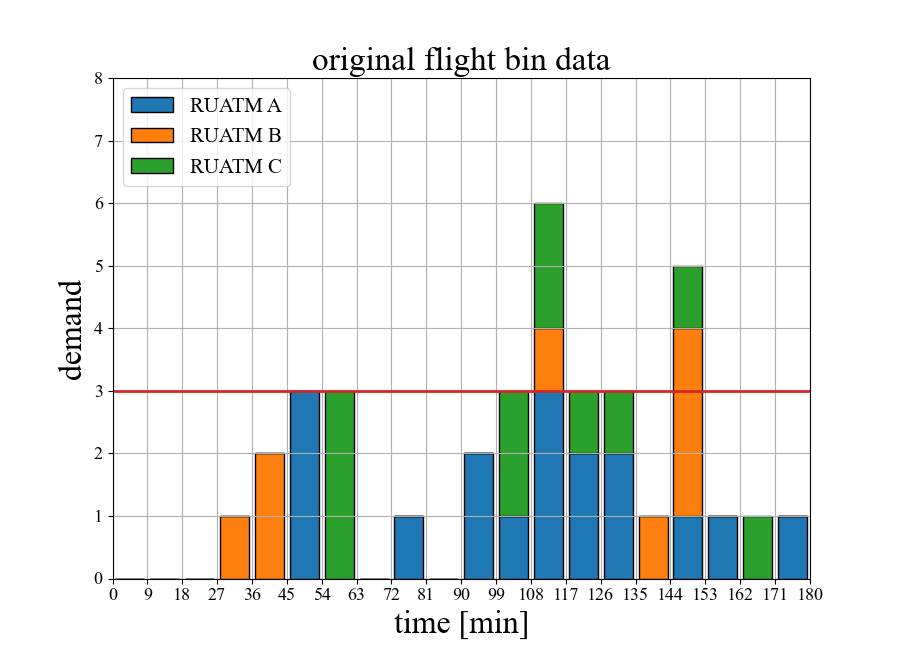 original flight bin data
8
7
6
5
4
3
2
1
0
RUATM A
RUATM B
RUATM C
demand
0 9 18 27 36 45 54 63 72 81 90 99 108 117 126 135 144 153 162 171 180
time [min]